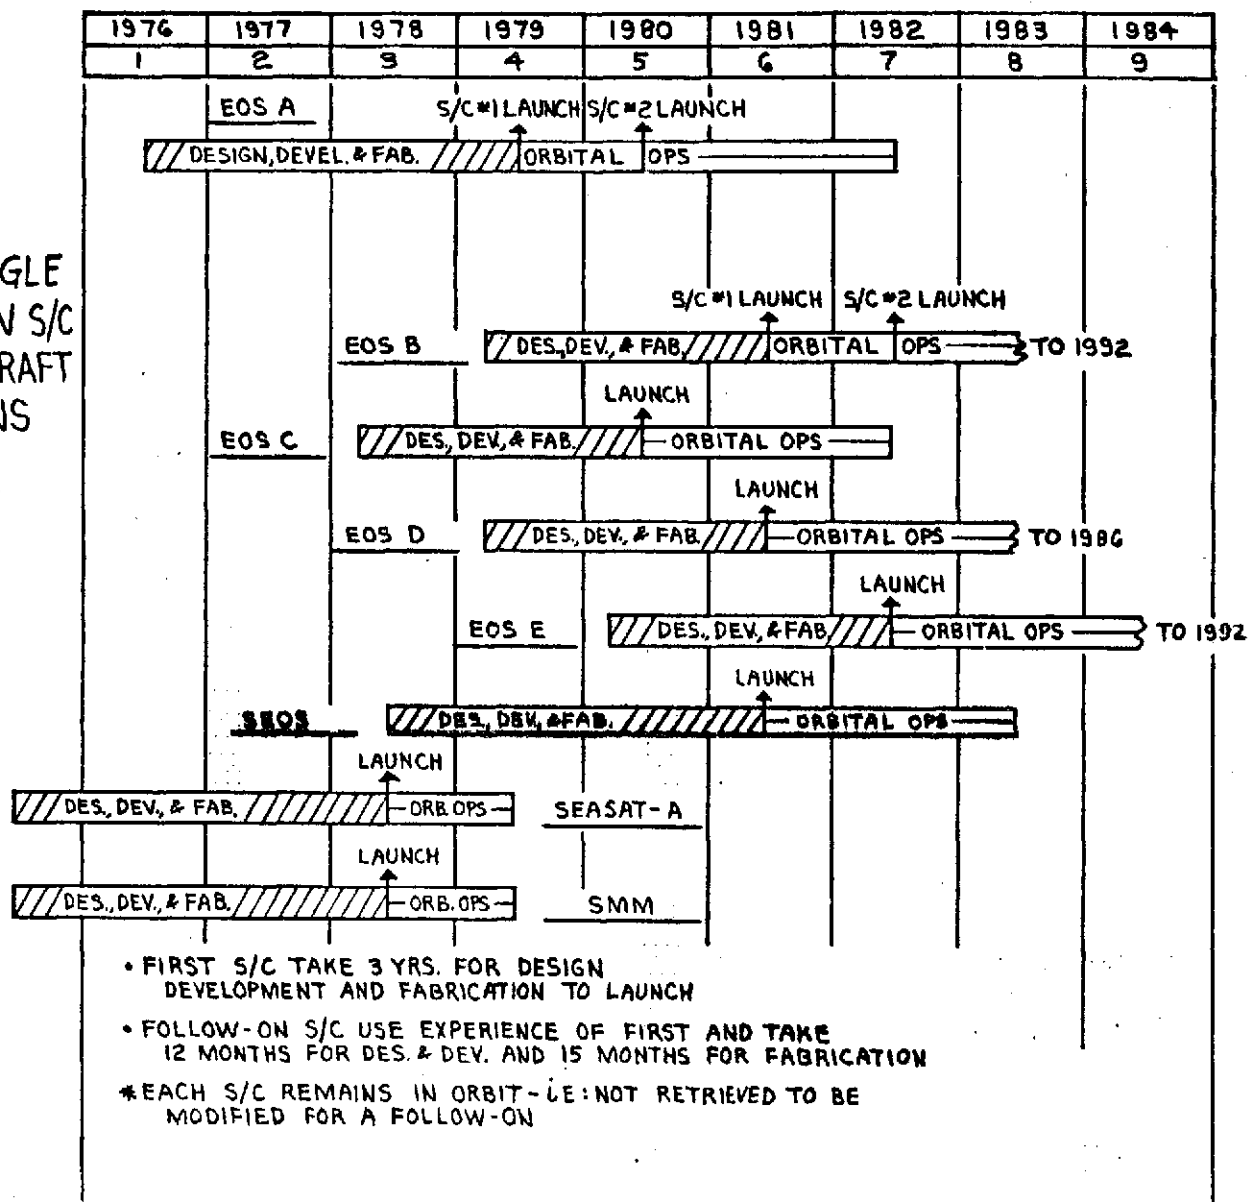 1976 1977 1978 1979 1980 1981 1982 1983 1984
1 2 3 4 5 6 7 8 9
EOS A
S/C #1 LAUNCH S/C #2 LAUNCH
DESIGN, DEVEL. & FAB. ORBITAL OPS
GLE
S/C
RAFT
NS
S/C #1 LAUNCH S/C #2 LAUNCH
EOS B DES., DEV., & FAB. ORBITAL OPS TO 1992
LAUNCH
EOS C DES., DEV., & FAB. ORBITAL OPS
LAUNCH
EOS D DES., DEV., & FAB. ORBITAL OPS TO 1986
LAUNCH
EOS E DES., DEV., & FAB. ORBITAL OPS TO 1992
LAUNCH
SEOS DES., DEV., & FAB. ORBITAL OPS
LAUNCH
DES., DEV., & FAB. ORB. OPS SEASAT-A
LAUNCH
DES., DEV., & FAB. ORB. OPS SMM
• FIRST S/C TAKE 3 YRS. FOR DESIGN
DEVELOPMENT AND FABRICATION TO LAUNCH
• FOLLOW-ON S/C USE EXPERIENCE OF FIRST AND TAKE
12 MONTHS FOR DES. & DEV. AND 15 MONTHS FOR FABRICATION
*EACH S/C REMAINS IN ORBIT-iE: NOT RETRIEVED TO BE
MODIFIED FOR A FOLLOW-ON